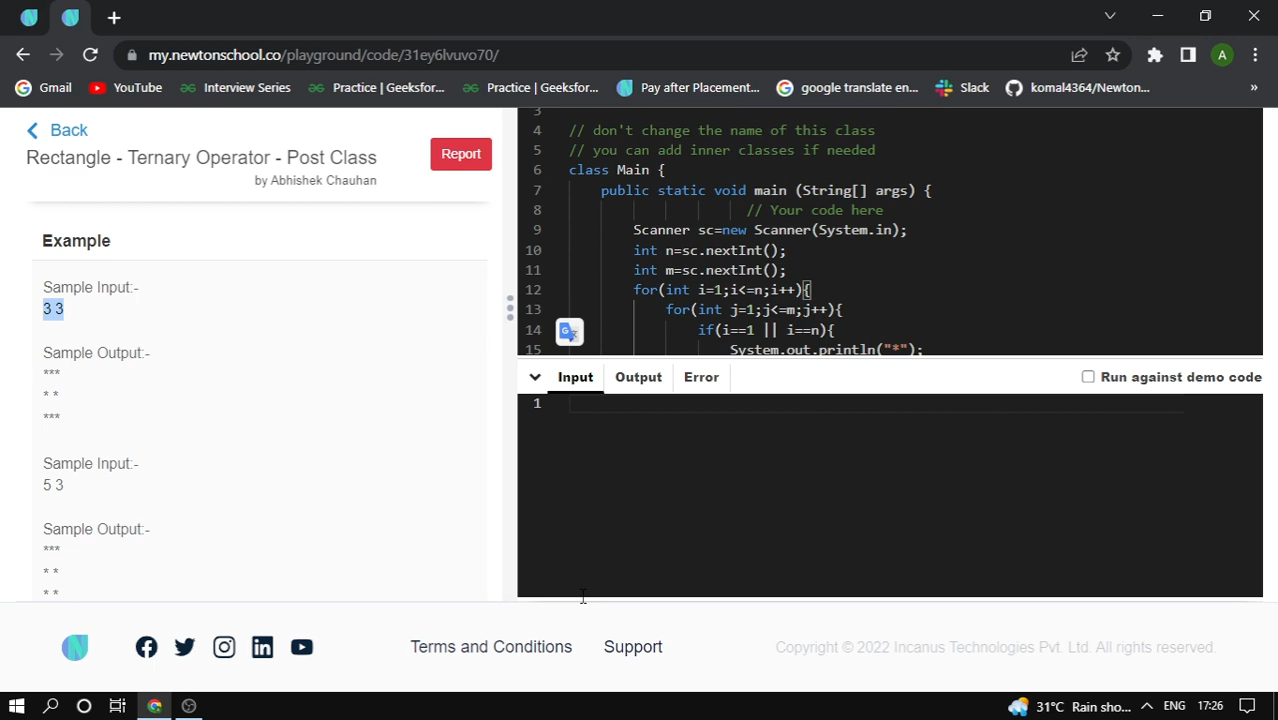 my.newtonschool.co/playground/code/31ey6lvuvo70/
A
Gmail
YouTube
Interview Series
Practice | Geeksfor...
Practice | Geeksfor...
Pay after Placement...
google translate en...
Slack
komal4364/Newton...
»
Back
Rectangle - Ternary Operator - Post Class
by Abhishek Chauhan
Report
Example
Sample Input:-
3 3
Sample Output:-
***
* *
***
Sample Input:-
5 3
Sample Output:-
***
* *
* *
3
4 // don't change the name of this class
5 // you can add inner classes if needed
6 class Main {
7 public static void main (String[] args) {
8 // Your code here
9 Scanner sc=new Scanner(System.in);
10 int n=sc.nextInt();
11 int m=sc.nextInt();
12 for(int i=1;i<=n;i++){
13 for(int j=1;j<=m;j++){
14 if(i==1 || i==n){
15 System.out.println("*");
Input Output Error Run against demo code
1
Terms and Conditions Support Copyright © 2022 Incanus Technologies Pvt. Ltd. All rights reserved.
31°C Rain sho... ENG 17:26